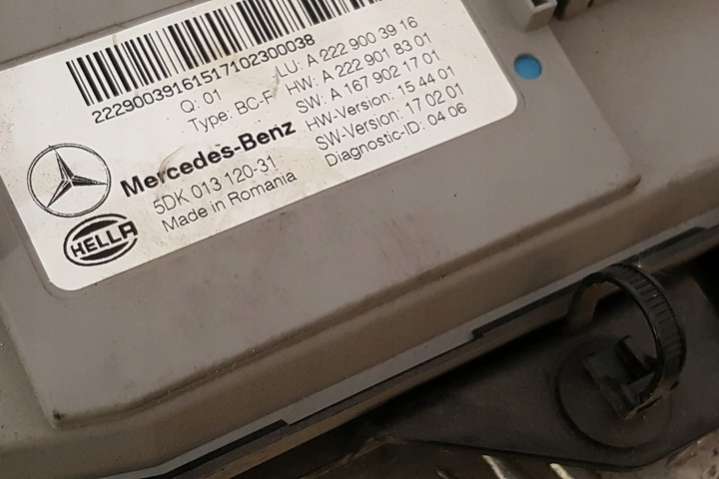 22290039161517102300038
Q: 01
Type: BC-F
LU: A 222 900 39 16
HW: A 222 901 83 01
SW: A 167 902 17 01
HW-Version: 15 44 01
SW-Version: 17 02 01
Diagnostic-ID: 04 06
Mercedes-Benz
5DK 013 120-31
Made in Romania
HELLA